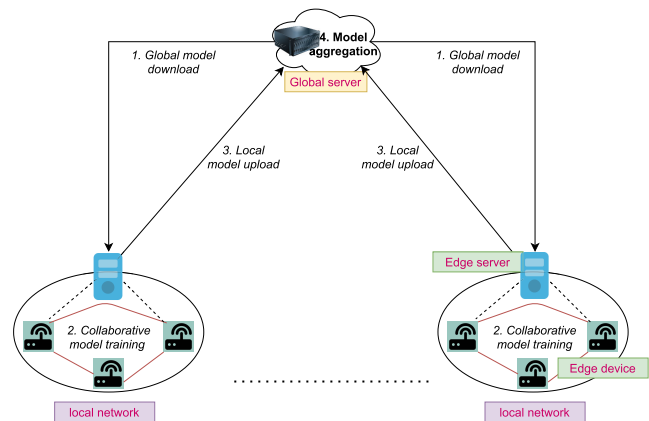 4. Model
aggregation
1. Global model
download
1. Global model
download
Global server
3. Local
model upload
3. Local
model upload
Edge server
2. Collaborative
model training
2. Collaborative
model training
Edge device
local network
local network